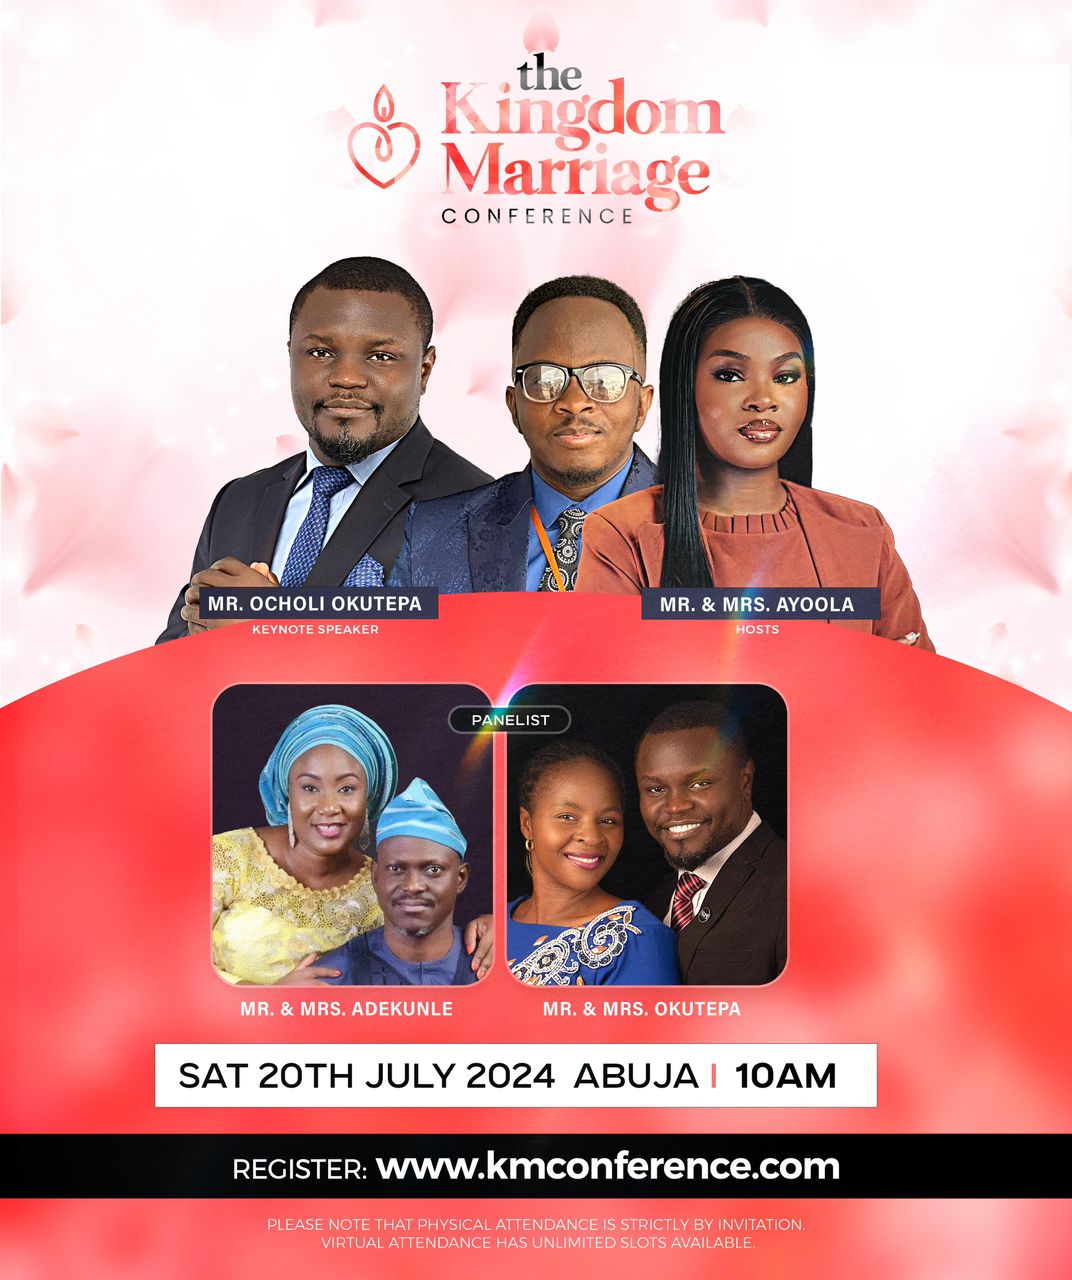 the
Kingdom
Marriage
CONFERENCE
MR. OCHOLI OKUTEPA
KEYNOTE SPEAKER
MR. & MRS. AYOOLA
HOSTS
PANELIST
MR. & MRS. ADEKUNLE
MR. & MRS. OKUTEPA
SAT 20TH JULY 2024 ABUJA | 10AM
REGISTER: www.kmconference.com
PLEASE NOTE THAT PHYSICAL ATTENDANCE IS STRICTLY BY INVITATION.
VIRTUAL ATTENDANCE HAS UNLIMITED SLOTS AVAILABLE.